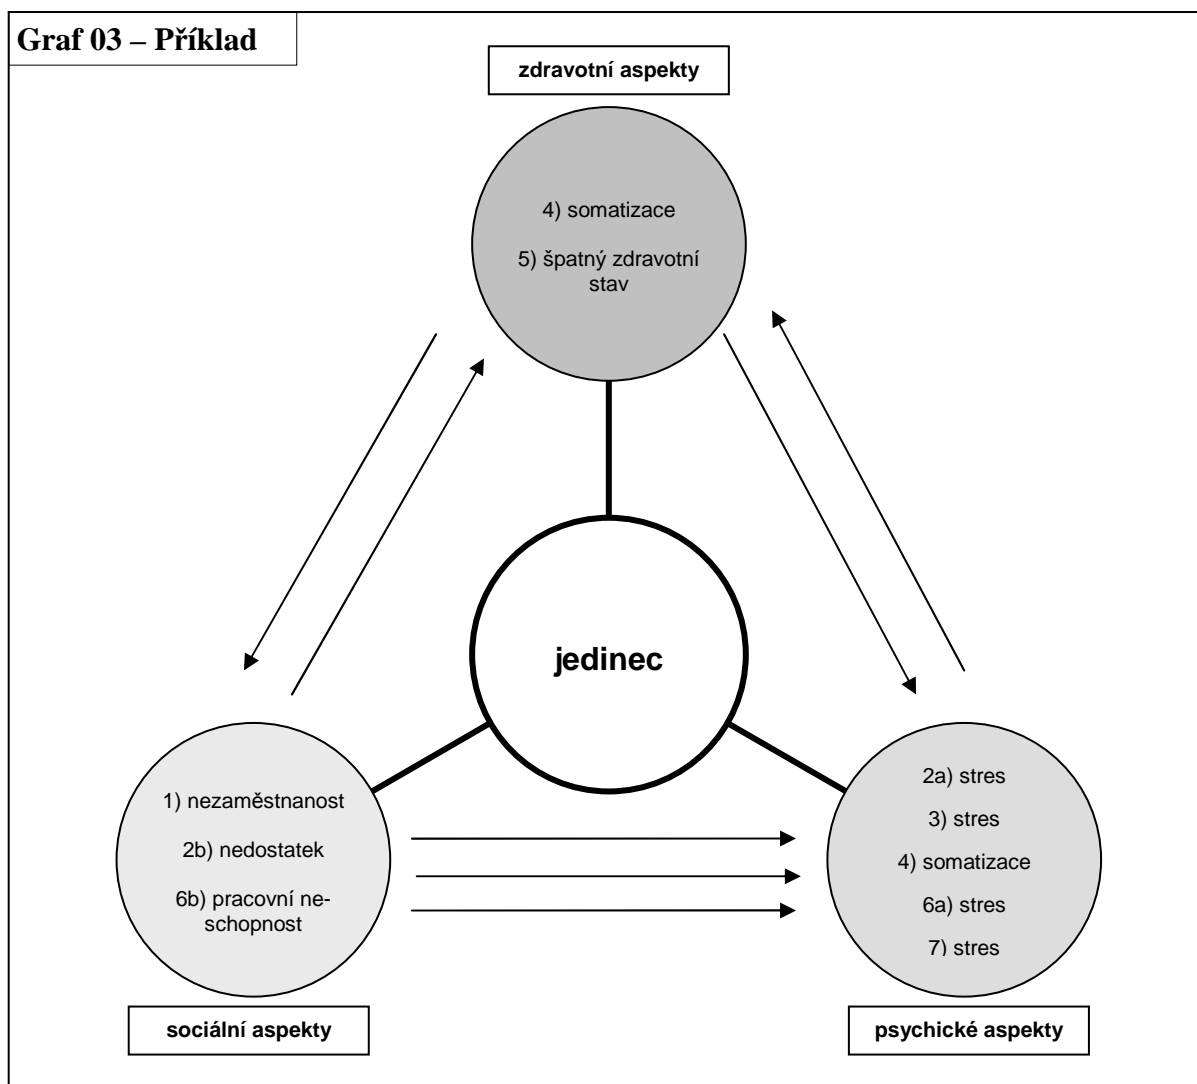 Graf 03 – Příklad
zdravotní aspekty
4) somatizace
5) špatný zdravotní
stav
jedinec
1) nezaměstnanost
2b) nedostatek
6b) pracovní ne-
schopnost
2a) stres
3) stres
4) somatizace
6a) stres
7) stres
sociální aspekty
psychické aspekty